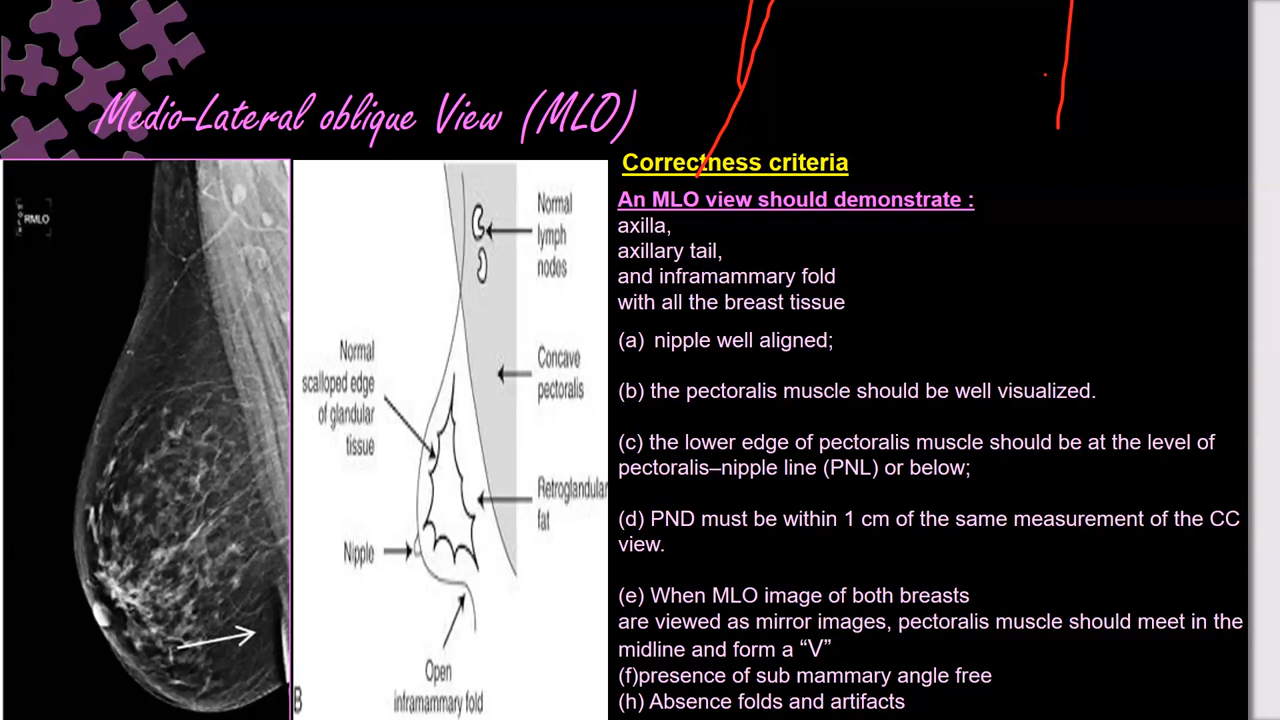 Medio-Lateral oblique View (MLO)
RMLO
Normal
lymph
nodes
Normal
scalloped edge
of glandular
tissue
Concave
pectoralis
Retroglandular
fat
Nipple
Open
inframammary fold
B
Correctness criteria
An MLO view should demonstrate :
axilla,
axillary tail,
and inframammary fold
with all the breast tissue
(a) nipple well aligned;
(b) the pectoralis muscle should be well visualized.
(c) the lower edge of pectoralis muscle should be at the level of
pectoralis–nipple line (PNL) or below;
(d) PND must be within 1 cm of the same measurement of the CC
view.
(e) When MLO image of both breasts
are viewed as mirror images, pectoralis muscle should meet in the
midline and form a “V”
(f)presence of sub mammary angle free
(h) Absence folds and artifacts